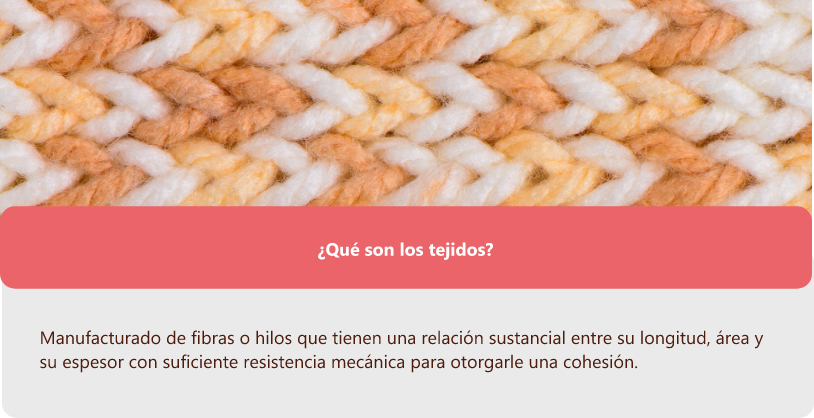 ¿Qué son los tejidos?
Manufacturado de fibras o hilos que tienen una relación sustancial entre su longitud, área y
su espesor con suficiente resistencia mecánica para otorgarle una cohesión.